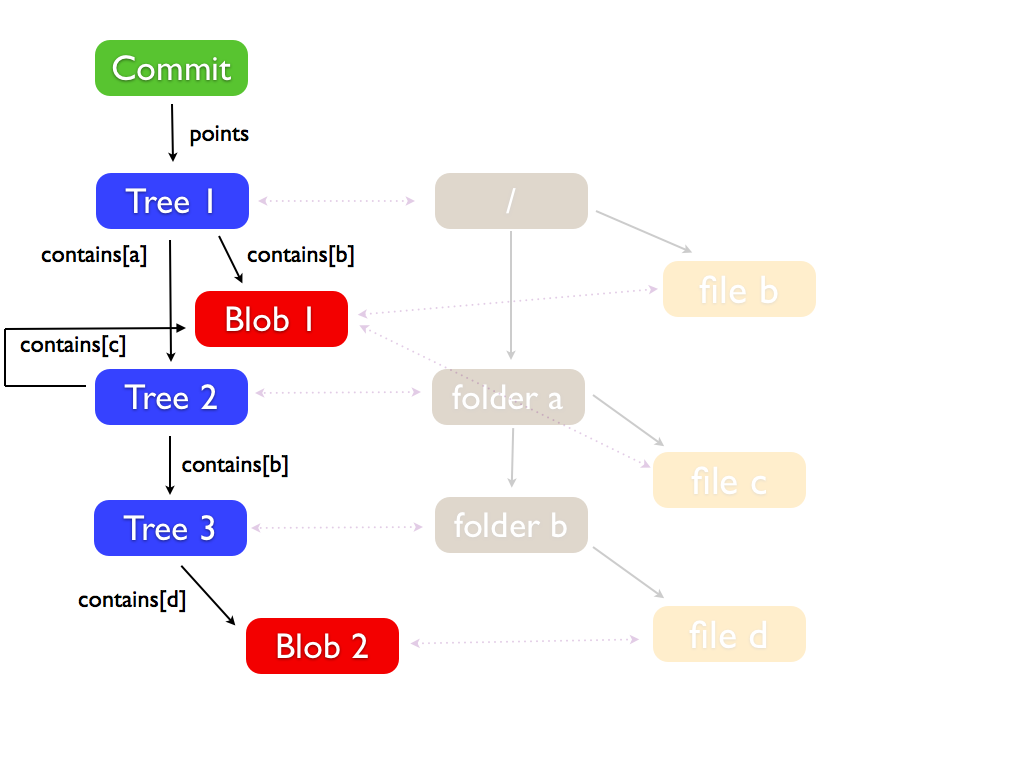 Commit
points
Tree 1
/
contains[a]
contains[b]
file b
Blob 1
contains[c]
Tree 2
folder a
contains[b]
file c
Tree 3
folder b
contains[d]
Blob 2
file d